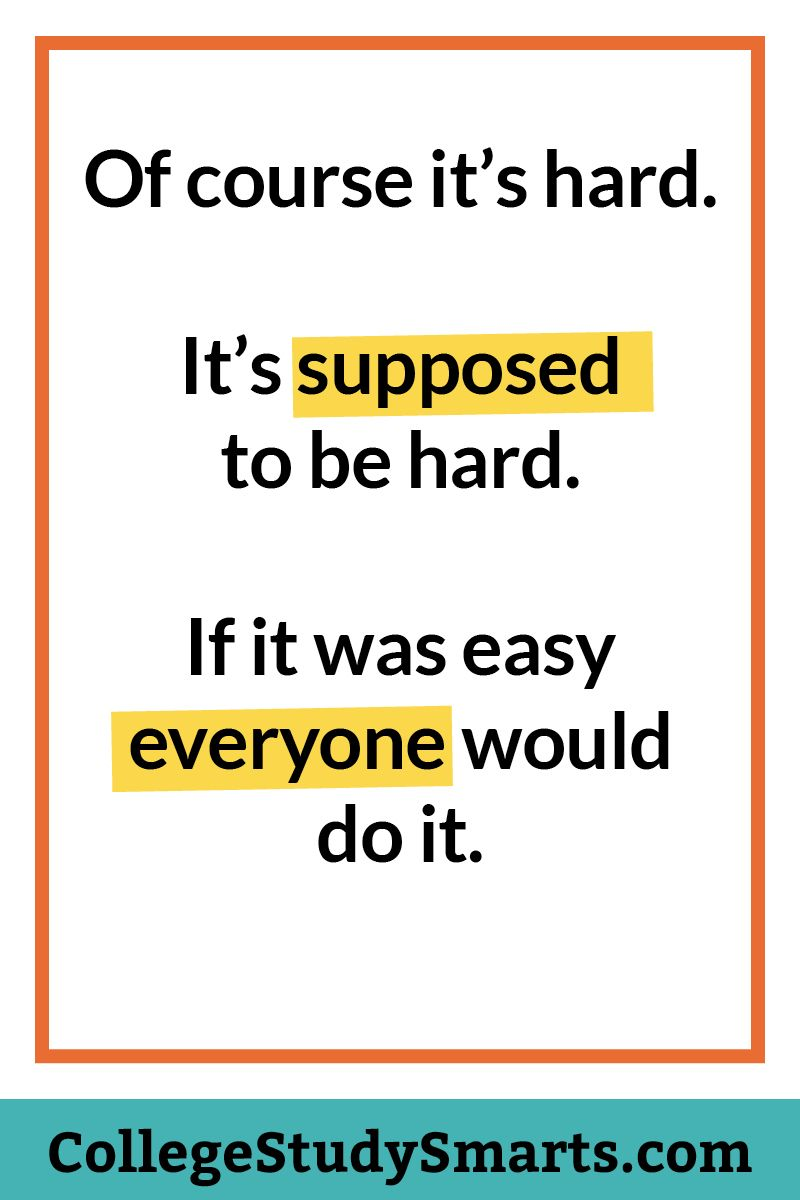 Of course it’s hard.
It’s supposed
to be hard.
If it was easy
everyone would
do it.
CollegeStudySmarts.com